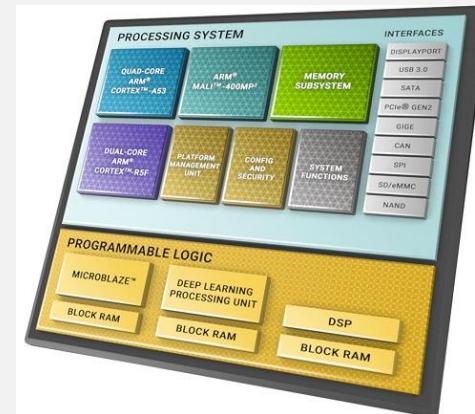 PROCESSING SYSTEM
QUAD-CORE
ARM®
CORTEX™-A53
ARM®
MALI™-400MP²
MEMORY
SUBSYSTEM
DUAL-CORE
ARM®
CORTEX™-R5F
PLATFORM
MANAGEMENT
UNIT
CONFIG
AND
SECURITY
SYSTEM
FUNCTIONS
INTERFACES
DISPLAYPORT
USB 3.0
SATA
PCIe® GEN2
GIGE
CAN
SPI
SD/eMMC
NAND
PROGRAMMABLE LOGIC
MICROBLAZE™
BLOCK RAM
DEEP LEARNING
PROCESSING UNIT
BLOCK RAM
DSP
BLOCK RAM